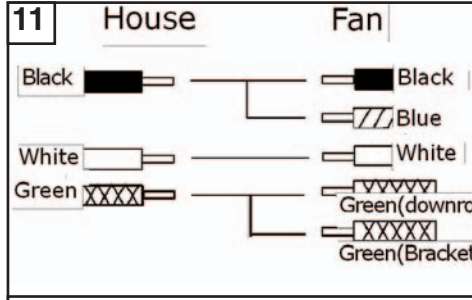 11
House Fan
Black Black
Blue
White White
Green
Green(downro
Green(Bracket